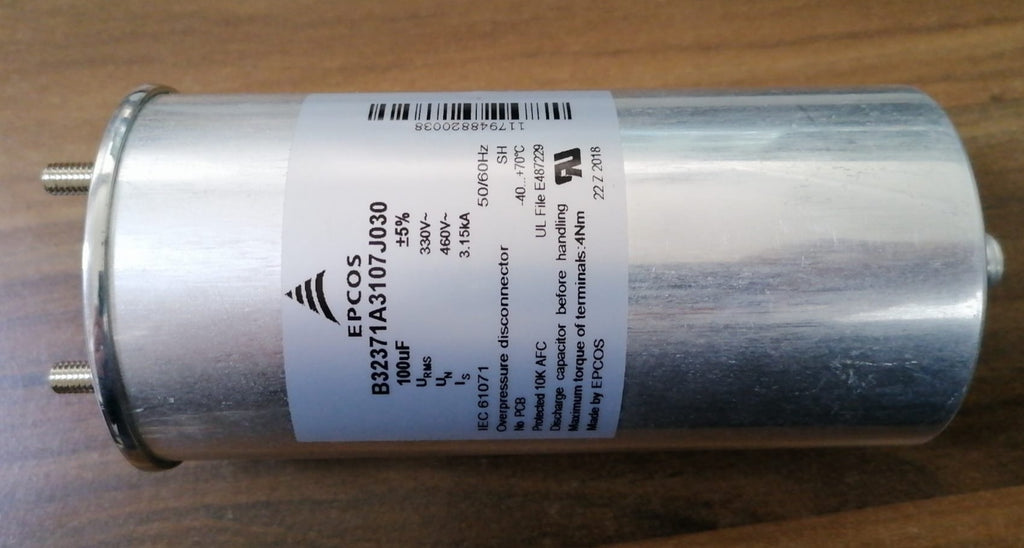 117948820038
EPCOS
B32371A3107J030
100uF ±5%
URMS 330V~
UN 460V~
IS 3.15kA
IEC 61071 50/60Hz
Overpressure disconnector SH
No PCB -40...+70°C
Protected 10K AFC UL File E487229
Discharge capacitor before handling
Maximum torque of terminals:4Nm
Made by EPCOS 22 Z 2018